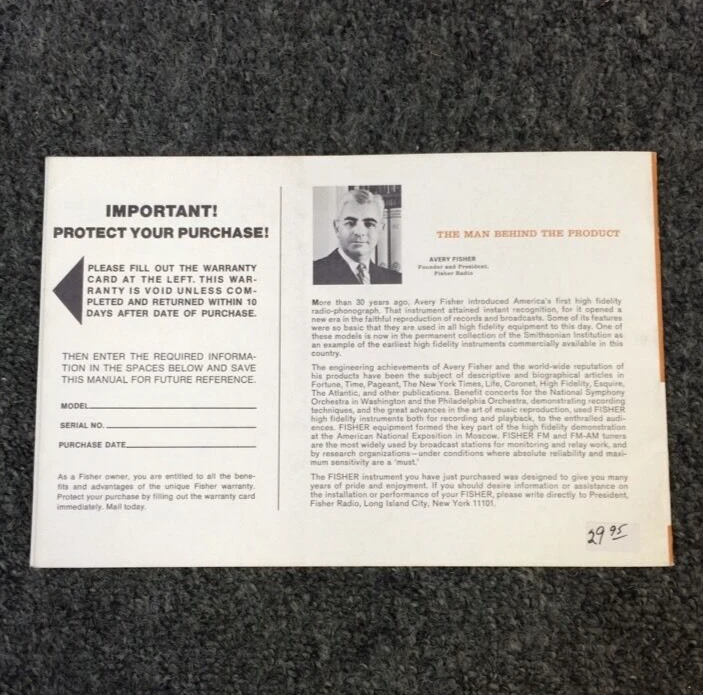 IMPORTANT!
PROTECT YOUR PURCHASE!
PLEASE FILL OUT THE WARRANTY
CARD AT THE LEFT. THIS WAR-
RANTY IS VOID UNLESS COM-
PLETED AND RETURNED WITHIN 10
DAYS AFTER DATE OF PURCHASE.
THEN ENTER THE REQUIRED INFORMA-
TION IN THE SPACES BELOW AND SAVE
THIS MANUAL FOR FUTURE REFERENCE.
MODEL
SERIAL NO.
PURCHASE DATE
As a Fisher owner, you are entitled to all the bene-
fits and advantages of the unique Fisher warranty.
Protect your purchase by filling out the warranty card
immediately. Mail today.
THE MAN BEHIND THE PRODUCT
AVERY FISHER
Founder and President,
Fisher Radio
More than 30 years ago, Avery Fisher introduced America's first high fidelity
radio-phonograph. That instrument attained instant recognition, for it opened a
new era in the faithful reproduction of records and broadcasts. Some of its features
were so basic that they are used in all high fidelity equipment to this day. One of
these models is now in the permanent collection of the Smithsonian Institution as
an example of the earliest high fidelity instruments commercially available in this
country.
The engineering achievements of Avery Fisher and the world-wide reputation of
his products have been the subject of descriptive and biographical articles in
Fortune, Time, Pageant, The New York Times, Life, Coronet, High Fidelity, Esquire,
The Atlantic, and other publications. Benefit concerts for the National Symphony
Orchestra in Washington and the Philadelphia Orchestra, demonstrating recording
techniques, and the great advances in the art of music reproduction, used FISHER
high fidelity instruments both for recording and playback, to the enthralled audi-
ences. FISHER equipment formed the key part of the high fidelity demonstration
at the American National Exposition in Moscow. FISHER FM and FM-AM tuners
are the most widely used by broadcast stations for monitoring and relay work, and
by research organizations—under conditions where absolute reliability and maxi-
mum sensitivity are a 'must.'
The FISHER instrument you have just purchased was designed to give you many
years of pride and enjoyment. If you should desire information or assistance on
the installation or performance of your FISHER, please write directly to President,
Fisher Radio, Long Island City, New York 11101.
29 95